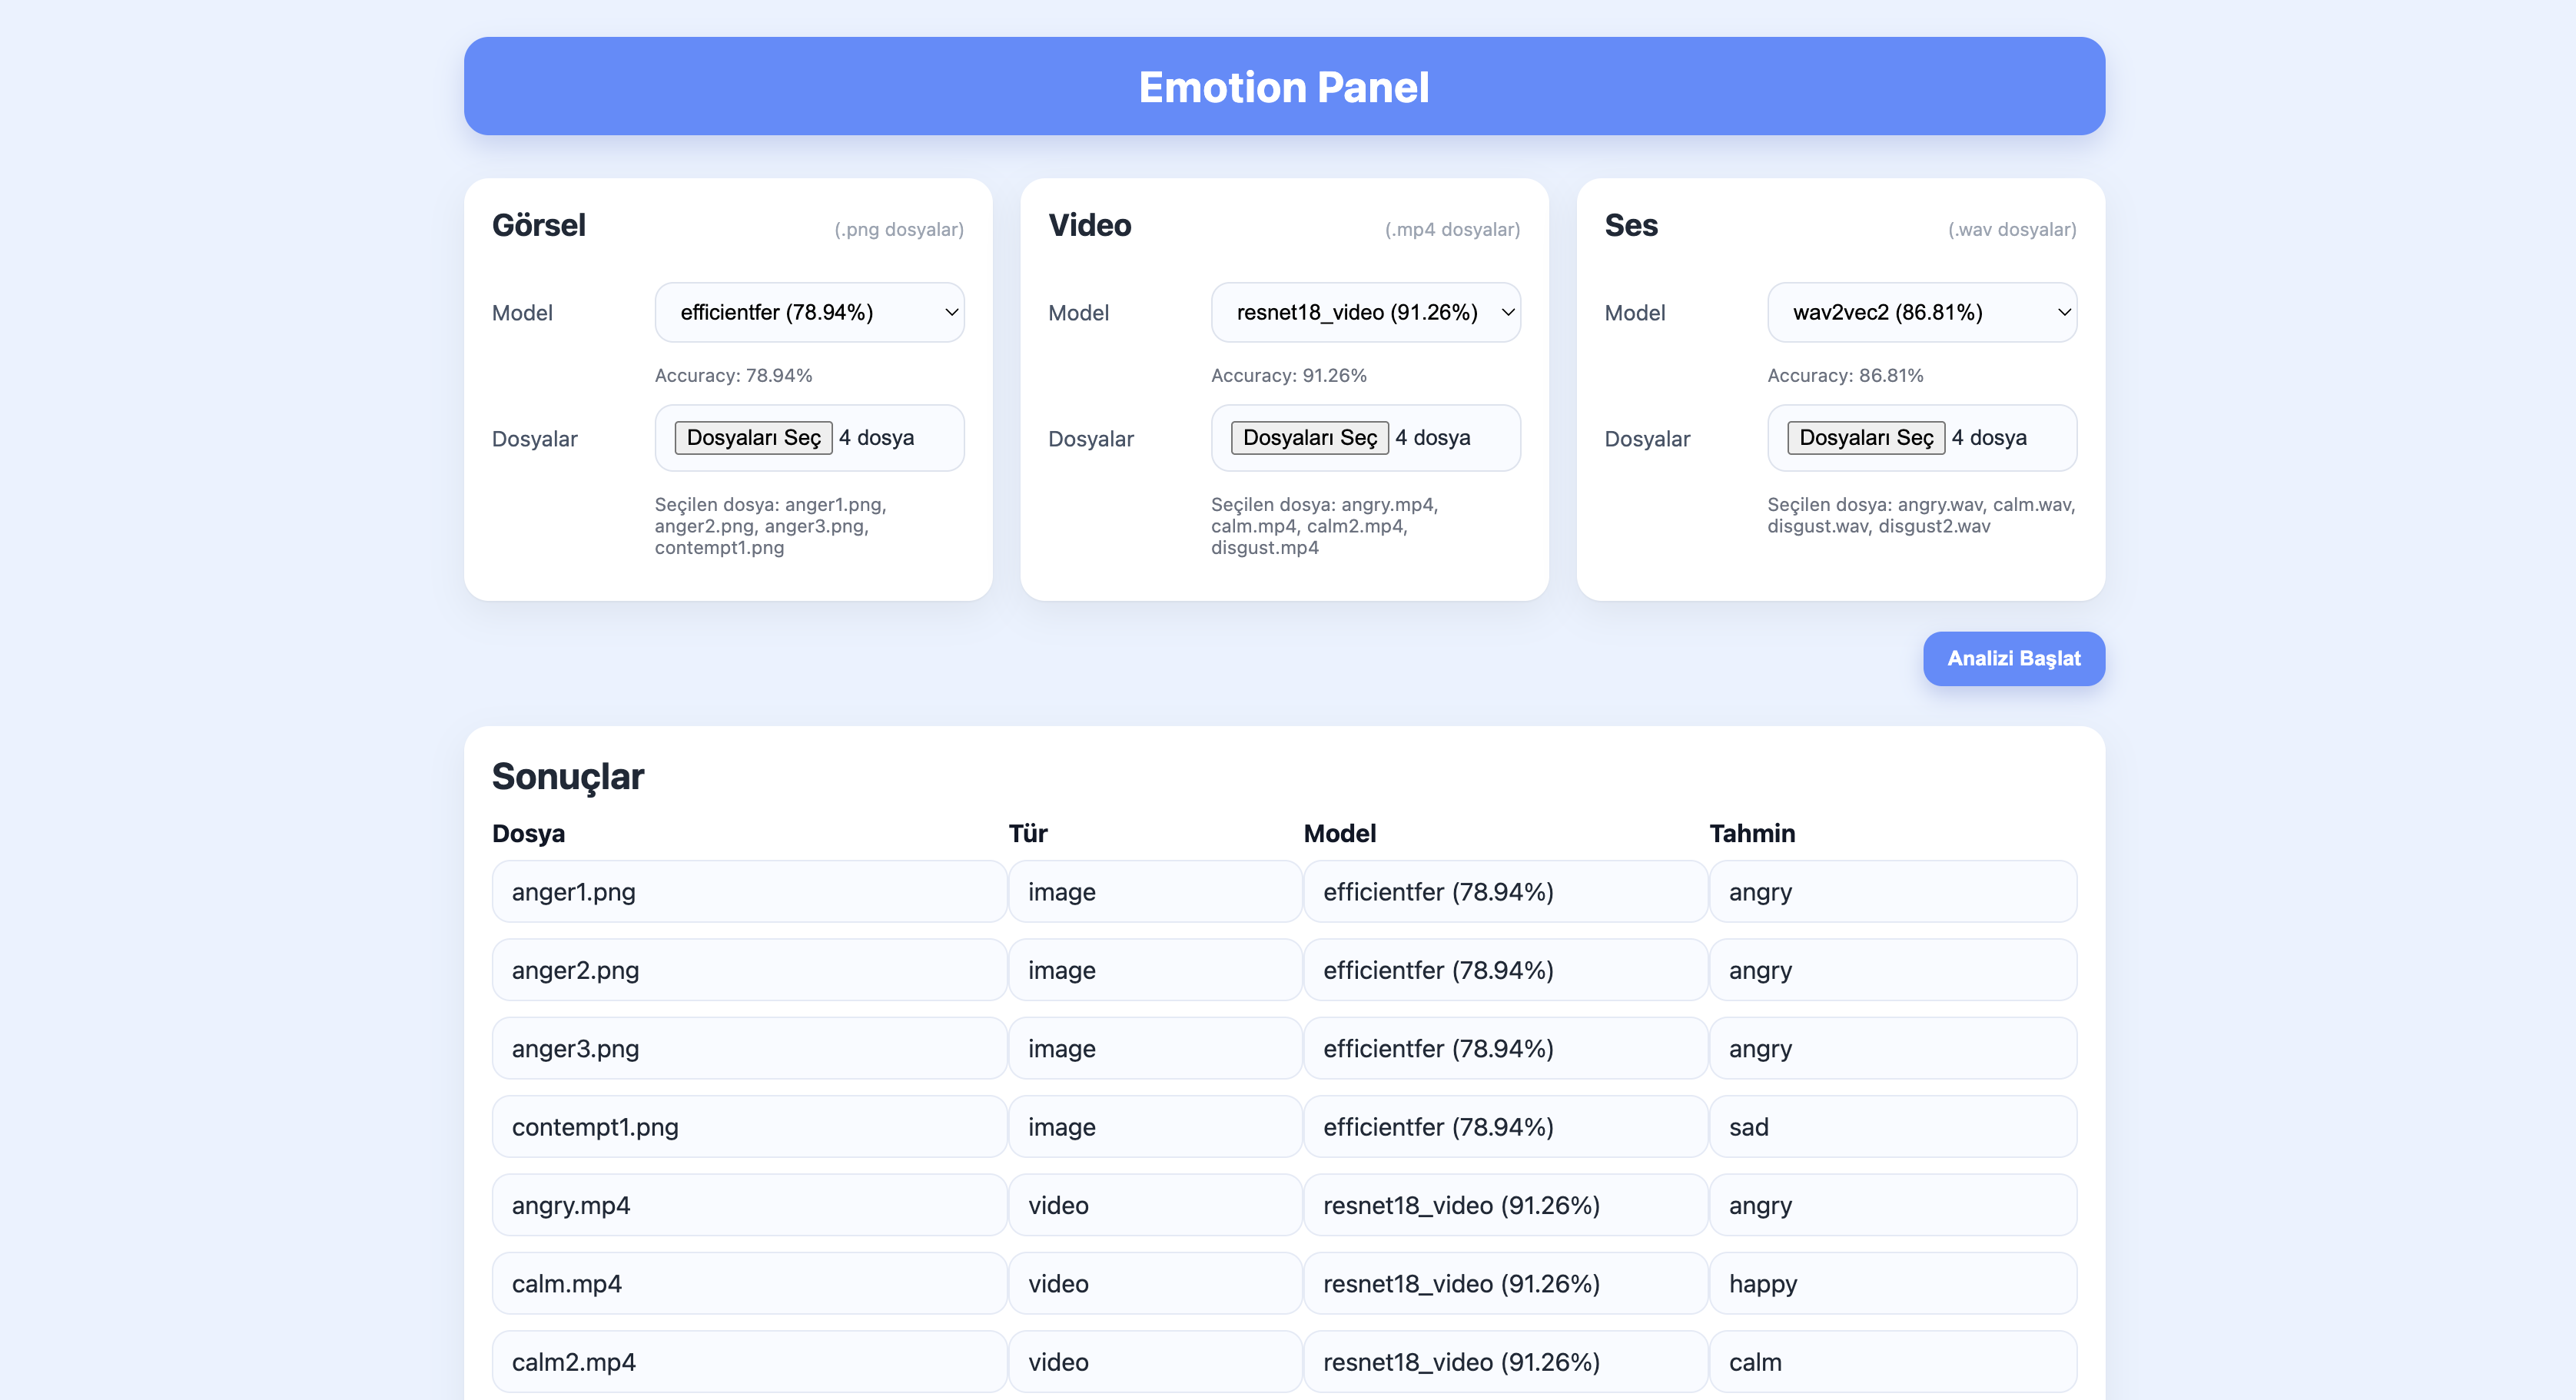 Emotion Panel
Görsel (.png dosyalar)
Model efficientfer (78.94%)
Accuracy: 78.94%
Dosyalar Dosyaları Seç 4 dosya
Seçilen dosya: anger1.png,
anger2.png, anger3.png,
contempt1.png
Video (.mp4 dosyalar)
Model resnet18_video (91.26%)
Accuracy: 91.26%
Dosyalar Dosyaları Seç 4 dosya
Seçilen dosya: angry.mp4,
calm.mp4, calm2.mp4,
disgust.mp4
Ses (.wav dosyalar)
Model wav2vec2 (86.81%)
Accuracy: 86.81%
Dosyalar Dosyaları Seç 4 dosya
Seçilen dosya: angry.wav, calm.wav,
disgust.wav, disgust2.wav
Analizi Başlat
Sonuçlar
Dosya Tür Model Tahmin
anger1.png image efficientfer (78.94%) angry
anger2.png image efficientfer (78.94%) angry
anger3.png image efficientfer (78.94%) angry
contempt1.png image efficientfer (78.94%) sad
angry.mp4 video resnet18_video (91.26%) angry
calm.mp4 video resnet18_video (91.26%) happy
calm2.mp4 video resnet18_video (91.26%) calm